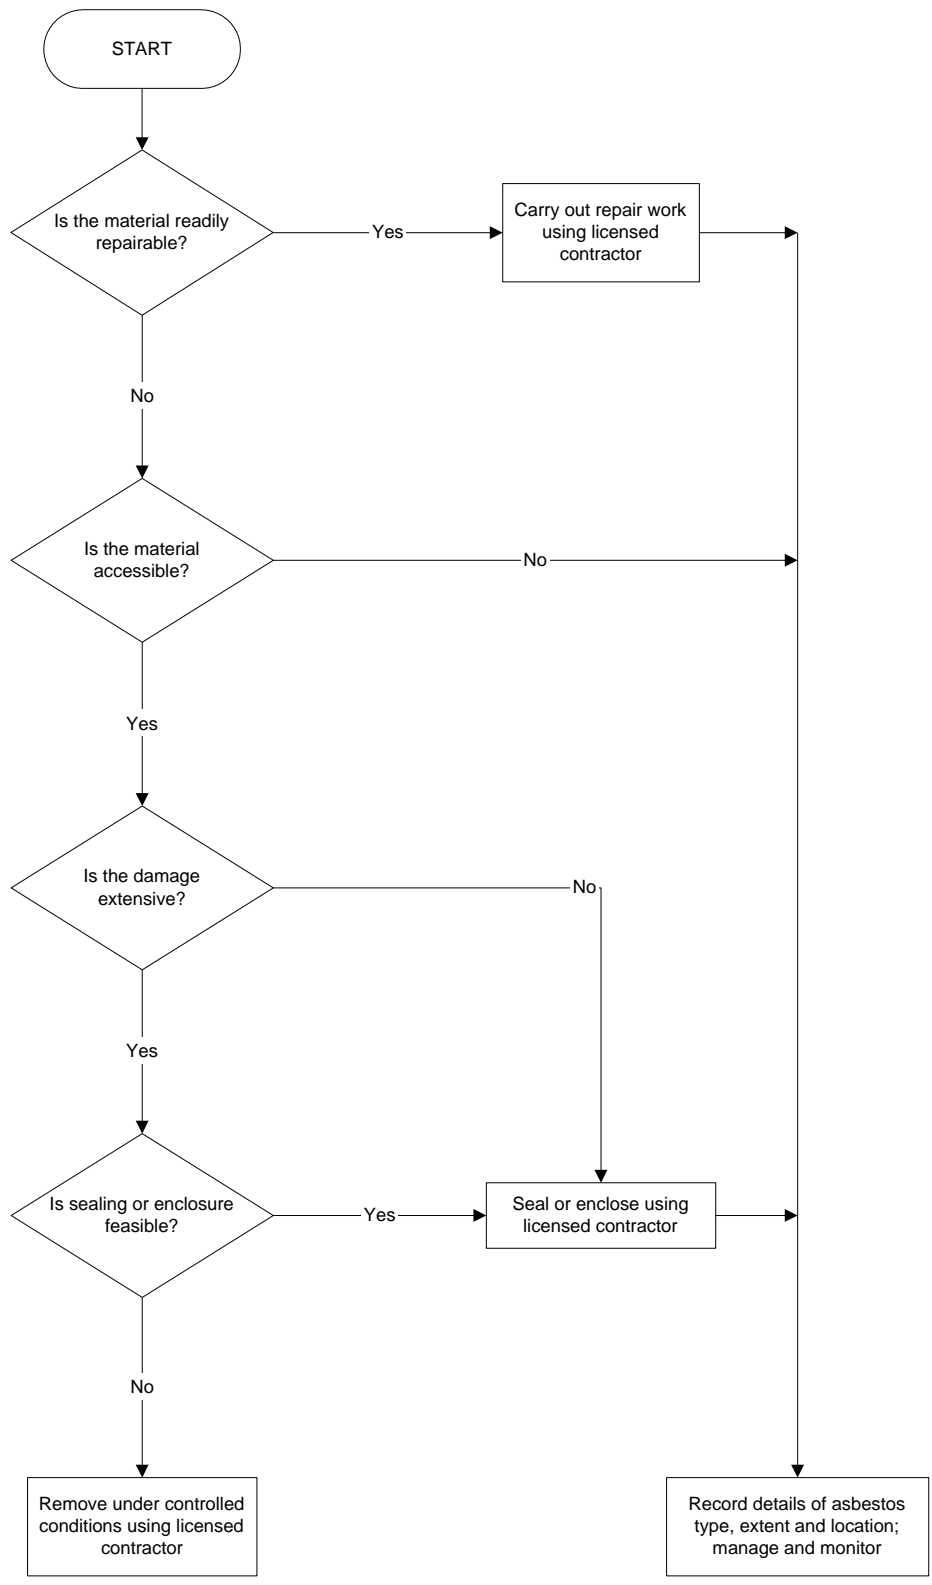 START
Is the material readily
repairable?
Yes
Carry out repair work
using licensed
contractor
No
Is the material
accessible?
No
Yes
Is the damage
extensive?
No
Yes
Is sealing or enclosure
feasible?
Yes
Seal or enclose using
licensed contractor
No
Remove under controlled
conditions using licensed
contractor
Record details of asbestos
type, extent and location;
manage and monitor